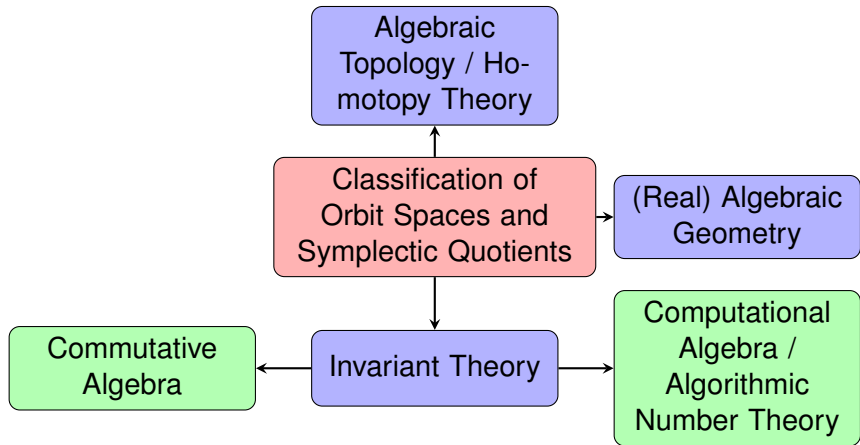 Algebraic
Topology / Ho-
motopy Theory
Classification of
Orbit Spaces and
Symplectic Quotients
(Real) Algebraic
Geometry
Commutative
Algebra
Invariant Theory
Computational
Algebra /
Algorithmic
Number Theory